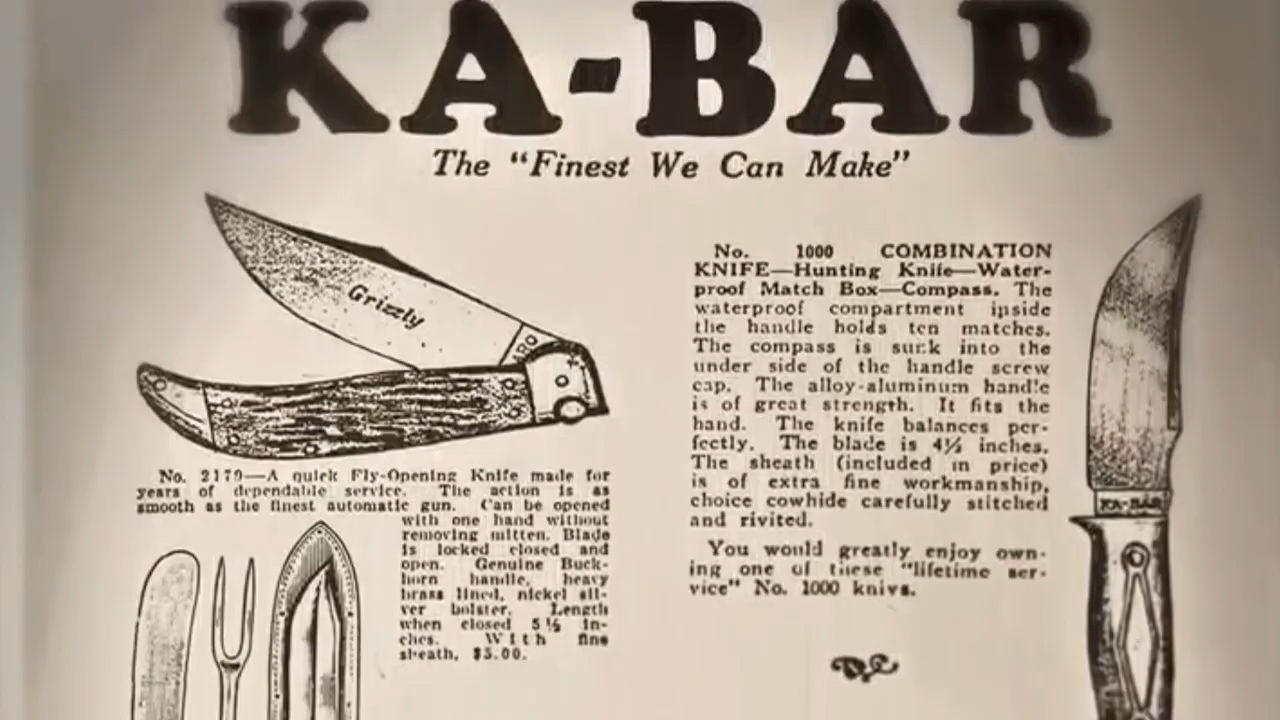 KA-BAR
The "Finest We Can Make"
Grizzly
No. 2179—A quick Fly-Opening Knife made for
years of dependable service. The action is as
smooth as the finest automatic gun. Can be opened
with one hand without
removing mitten. Blade
is locked closed and
open. Genuine Buck-
horn handle, heavy
brass lined, nickel sil-
ver bolster. Length
when closed 5½ in-
ches. With fine
sheath, $5.00.
No. 1000 COMBINATION
KNIFE—Hunting Knife—Water-
proof Match Box—Compass. The
waterproof compartment inside
the handle holds ten matches.
The compass is sunk into the
under side of the handle screw
cap. The alloy-aluminum handle
is of great strength. It fits the
hand. The knife balances per-
fectly. The blade is 4½ inches.
The sheath (included in price)
is of extra fine workmanship,
choice cowhide carefully stitched
and rivited.
You would greatly enjoy own-
ing one of these "lifetime ser-
vice" No. 1000 knivs.
KA-BAR